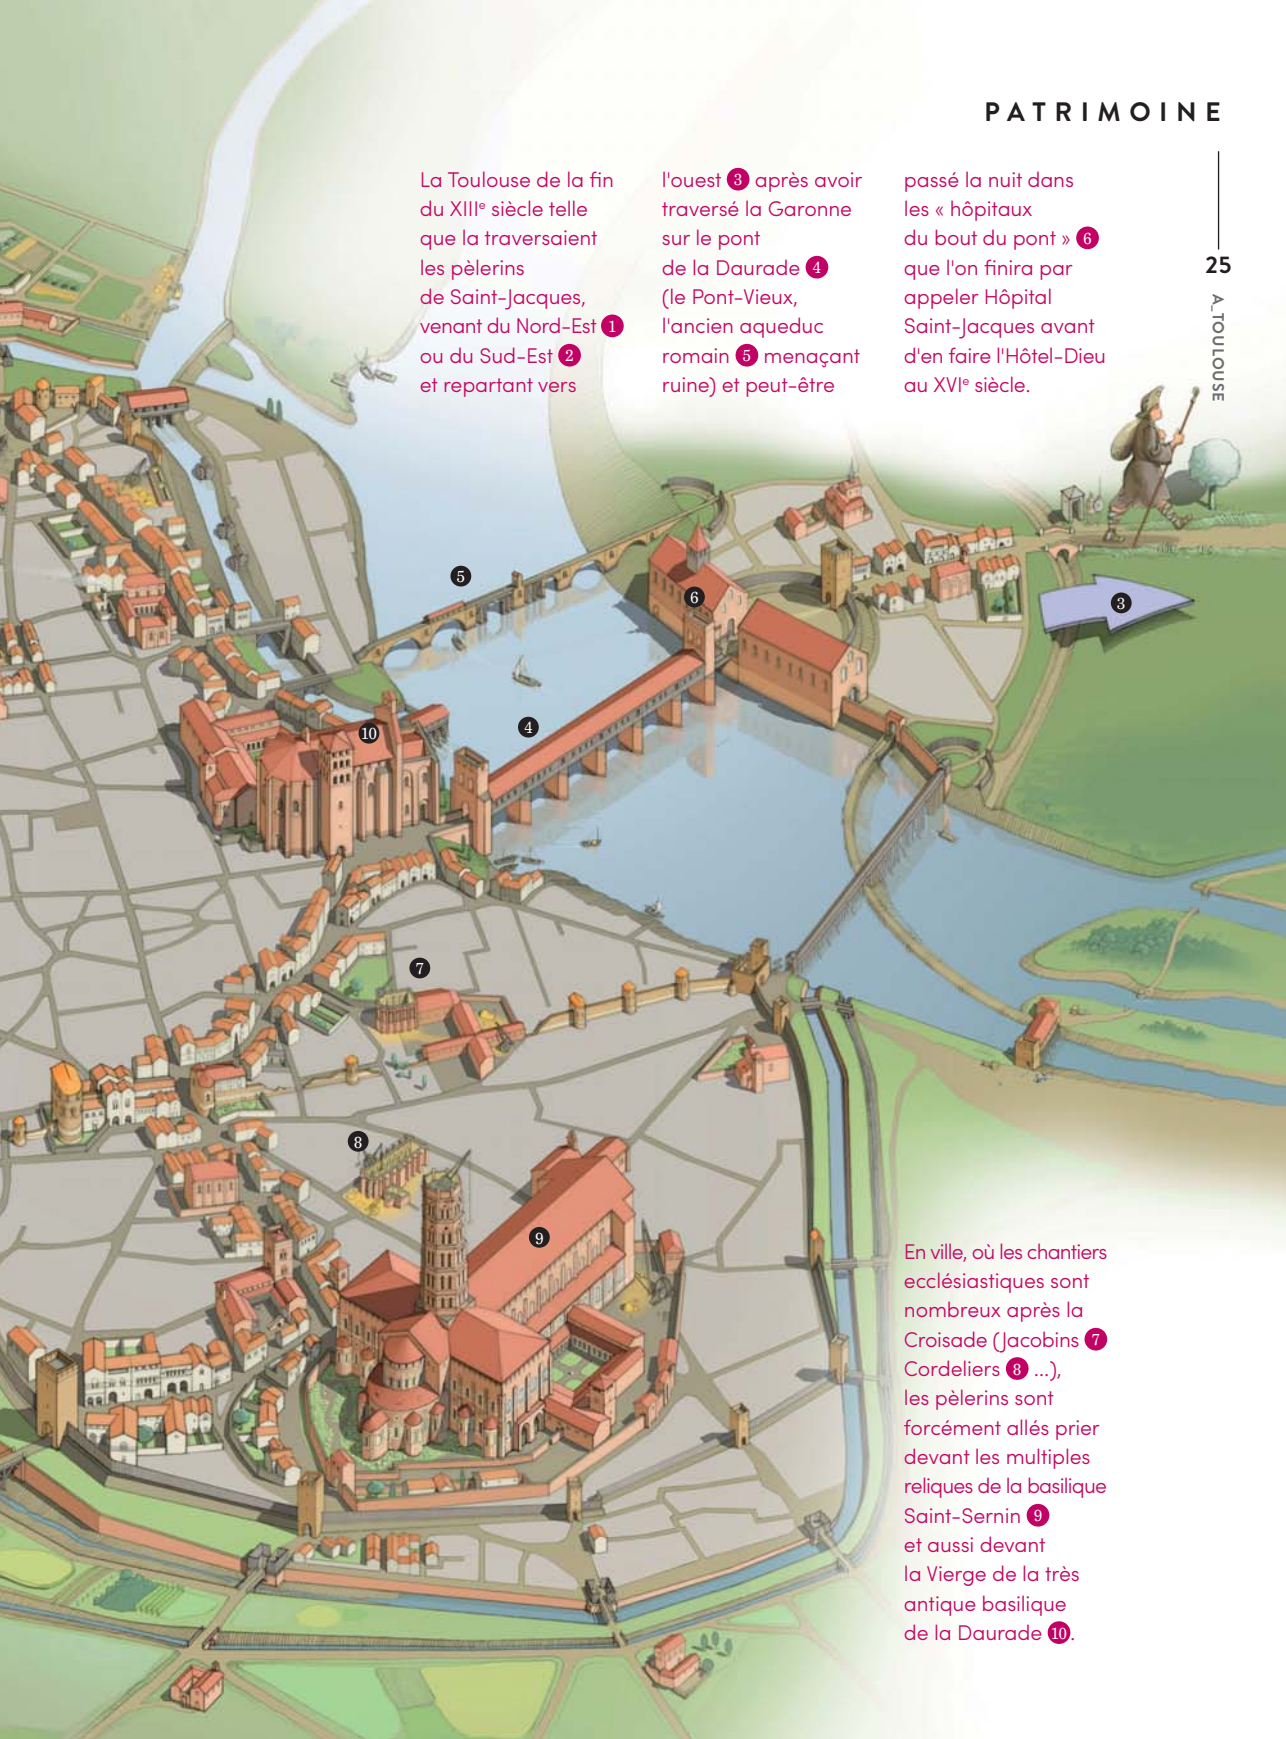 PATRIMOINE
La Toulouse de la fin
du XIIIe siècle telle
que la traversaient
les pèlerins
de Saint-Jacques,
venant du Nord-Est 1
ou du Sud-Est 2
et repartant vers
l'ouest 3 après avoir
traversé la Garonne
sur le pont
de la Daurade 4
(le Pont-Vieux,
l'ancien aqueduc
romain 5 menaçant
ruine) et peut-être
passé la nuit dans
les « hôpitaux
du bout du pont » 6
que l'on finira par
appeler Hôpital
Saint-Jacques avant
d'en faire l'Hôtel-Dieu
au XVIe siècle.
25
A_TOULOUSE
5
6
3
4
10
7
8
9
En ville, où les chantiers
ecclésiastiques sont
nombreux après la
Croisade (Jacobins 7
Cordeliers 8 ...),
les pèlerins sont
forcément allés prier
devant les multiples
reliques de la basilique
Saint-Sernin 9
et aussi devant
la Vierge de la très
antique basilique
de la Daurade 10.